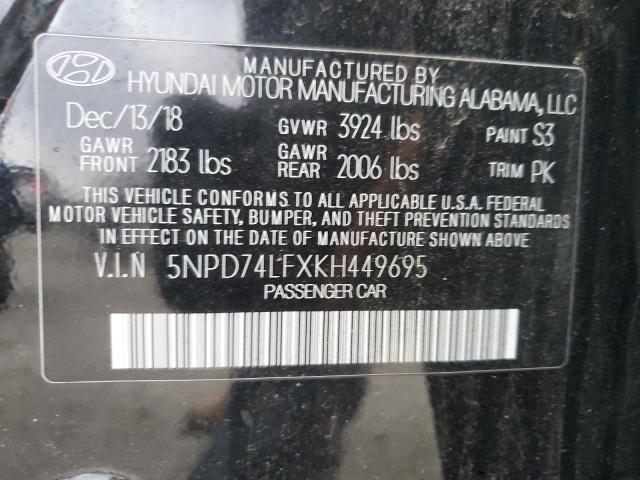 MANUFACTURED BY
HYUNDAI MOTOR MANUFACTURING ALABAMA, LLC
Dec/13/18 GVWR 3924 lbs PAINT S3
GAWR FRONT 2183 lbs GAWR REAR 2006 lbs TRIM PK
THIS VEHICLE CONFORMS TO ALL APPLICABLE U.S.A. FEDERAL
MOTOR VEHICLE SAFETY, BUMPER, AND THEFT PREVENTION STANDARDS
IN EFFECT ON THE DATE OF MANUFACTURE SHOWN ABOVE
V.I.N 5NPD74LFXKH449695
PASSENGER CAR